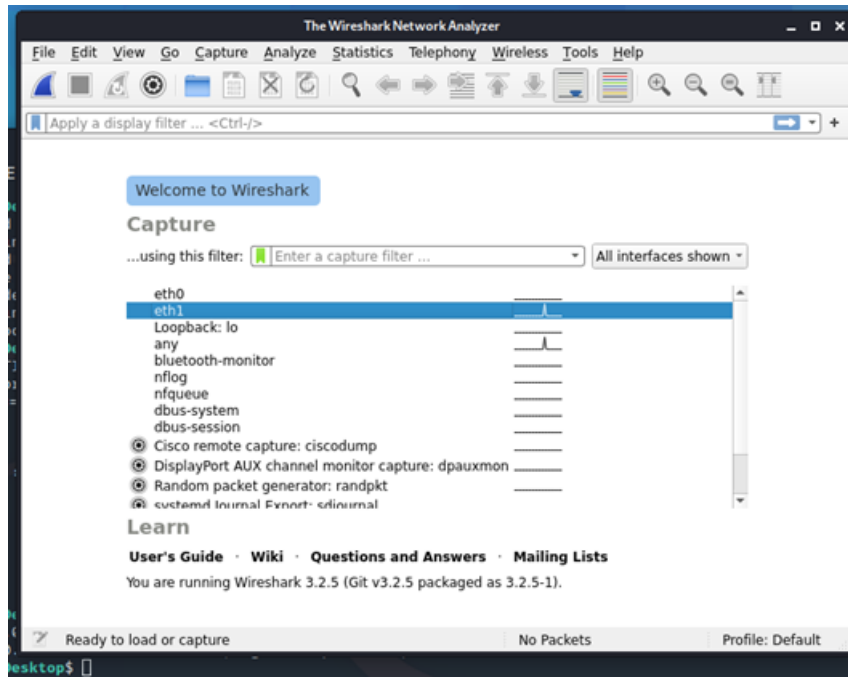 The Wireshark Network Analyzer
File Edit View Go Capture Analyze Statistics Telephony Wireless Tools Help
Apply a display filter ... <Ctrl-/>
Welcome to Wireshark
Capture
...using this filter: Enter a capture filter ... All interfaces shown
eth0
eth1
Loopback: lo
any
bluetooth-monitor
nflog
nfqueue
dbus-system
dbus-session
Cisco remote capture: ciscodump
DisplayPort AUX channel monitor capture: dpauxmon
Random packet generator: randpkt
systemd Journal Export: sdjournal
Learn
User's Guide · Wiki · Questions and Answers · Mailing Lists
You are running Wireshark 3.2.5 (Git v3.2.5 packaged as 3.2.5-1).
Ready to load or capture No Packets Profile: Default
esktop$